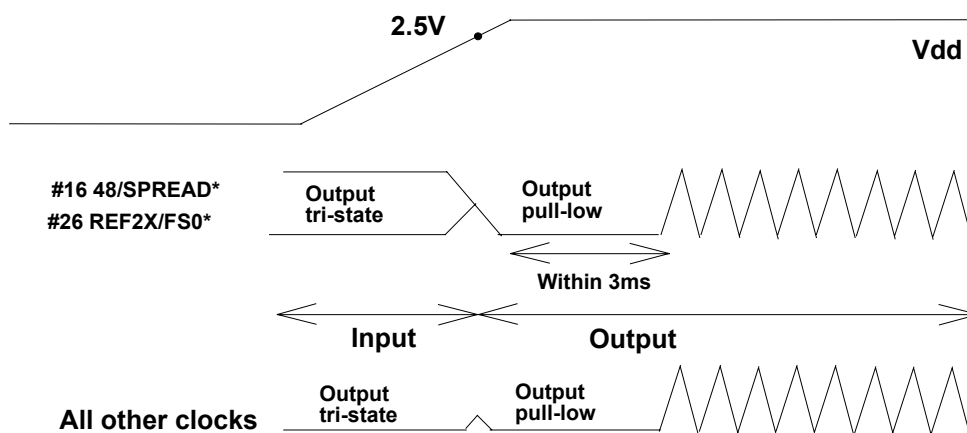 2.5V
Vdd
#16 48/SPREAD*
#26 REF2X/FS0*
Output
tri-state
Output
pull-low
Within 3ms
Input
Output
All other clocks
Output
tri-state
Output
pull-low